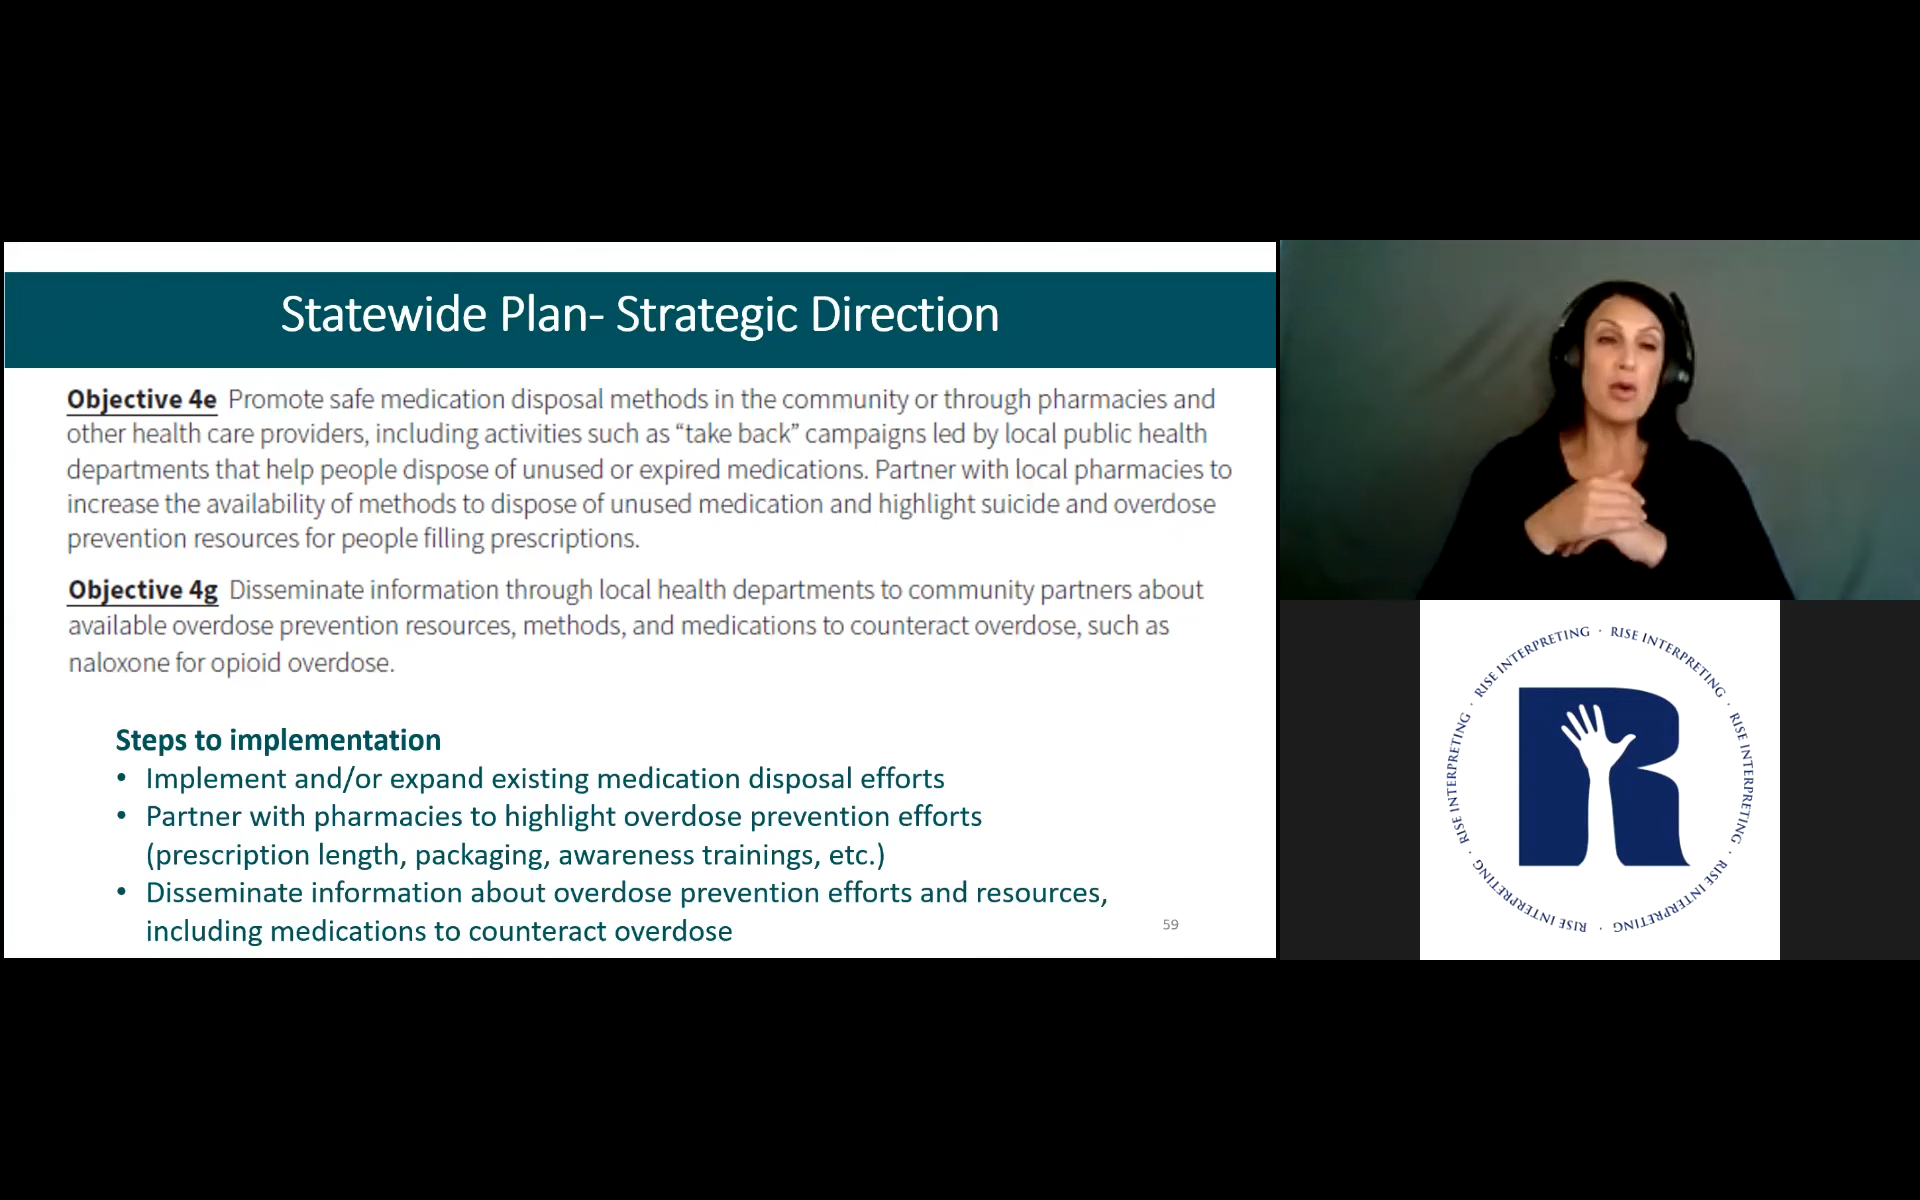 Statewide Plan- Strategic Direction
Objective 4e Promote safe medication disposal methods in the community or through pharmacies and
other health care providers, including activities such as “take back” campaigns led by local public health
departments that help people dispose of unused or expired medications. Partner with local pharmacies to
increase the availability of methods to dispose of unused medication and highlight suicide and overdose
prevention resources for people filling prescriptions.
Objective 4g Disseminate information through local health departments to community partners about
available overdose prevention resources, methods, and medications to counteract overdose, such as
naloxone for opioid overdose.
Steps to implementation
• Implement and/or expand existing medication disposal efforts
• Partner with pharmacies to highlight overdose prevention efforts
(prescription length, packaging, awareness trainings, etc.)
• Disseminate information about overdose prevention efforts and resources,
including medications to counteract overdose
59
RISE INTERPRETING · RISE INTERPRETING · RISE INTERPRETING · RISE INTERPRETING · RISE INTERPRETING · RISE INTERPRETING · RISE INTERPRETING ·
R